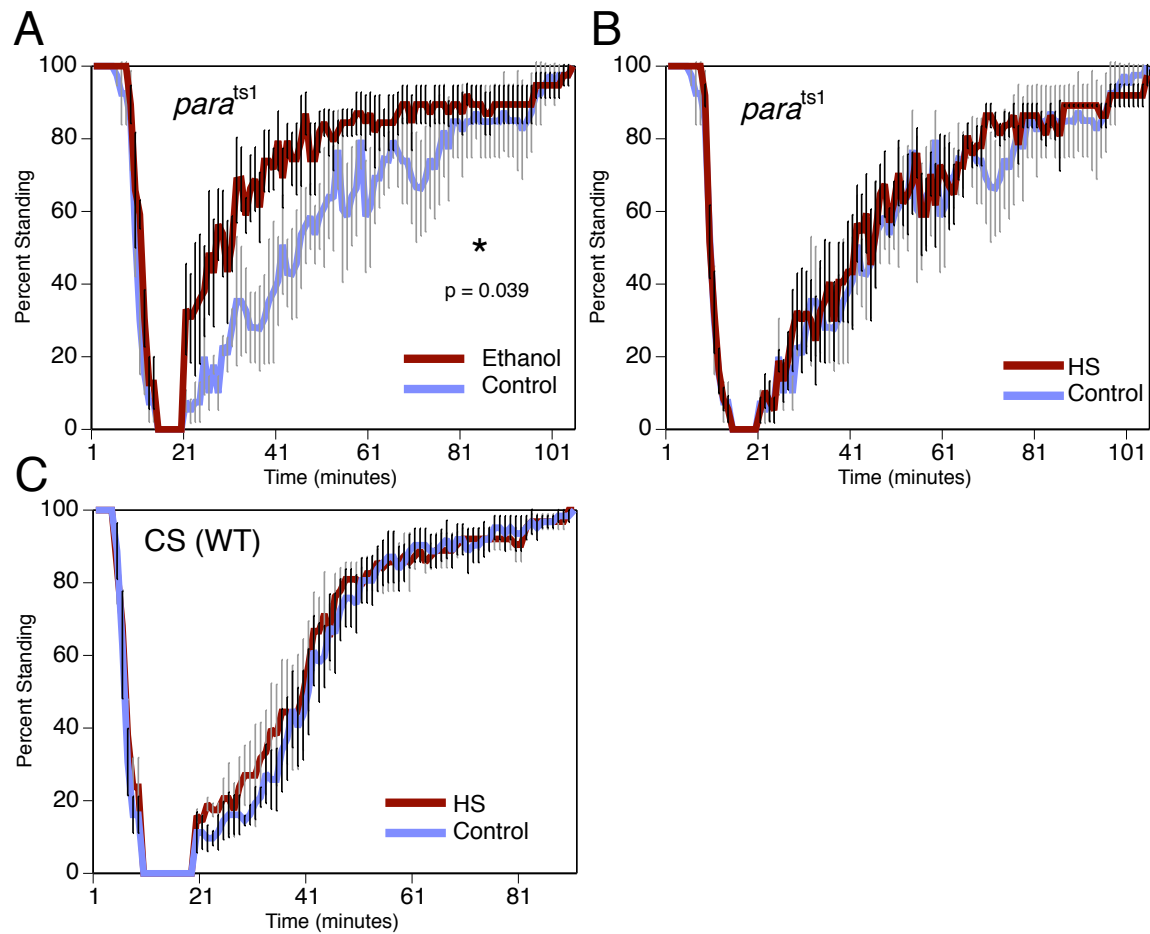 A
para^ts1
Percent Standing
100
80
60
40
20
0
*
p = 0.039
Ethanol
Control
1 21 41 61 81 101
Time (minutes)
B
para^ts1
Percent Standing
100
80
60
40
20
0
HS
Control
1 21 41 61 81 101
Time (minutes)
C
CS (WT)
Percent Standing
100
80
60
40
20
0
HS
Control
1 21 41 61 81
Time (minutes)